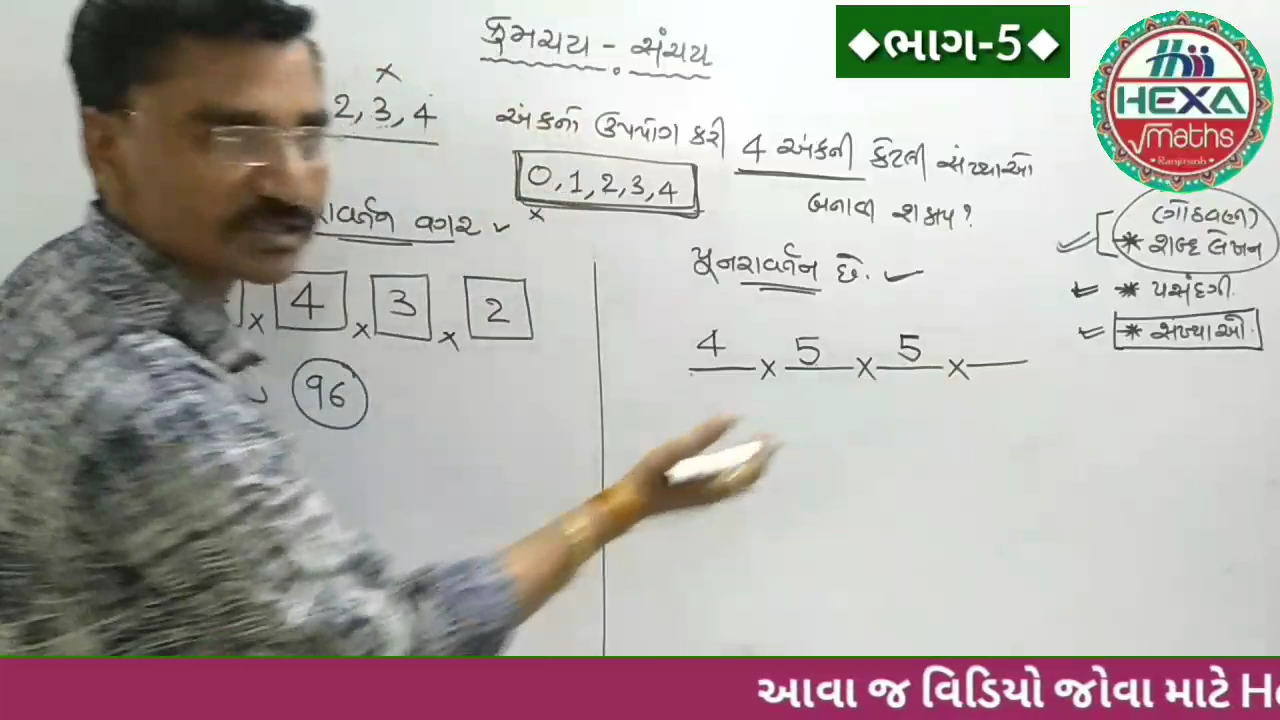 ક્રમચય - સંચય
◆ભાગ-5◆
HEXA
maths
Ranjitsinh
x
2, 3, 4
અંકનો ઉપયોગ કરી 4 અંકની કેટલી સંખ્યાઓ
બનાવી શકાય?
0, 1, 2, 3, 4
x
વગર ✓
પુનરાવર્તન છે. ✓
(ગોઠવણ)
✓ * શબ્દ લેખન
✓ * પસંદગી.
✓ * સંખ્યાઓ.
x 4 x 3 x 2
96
4 x 5 x 5 x
આવા જ વિડિયો જોવા માટે